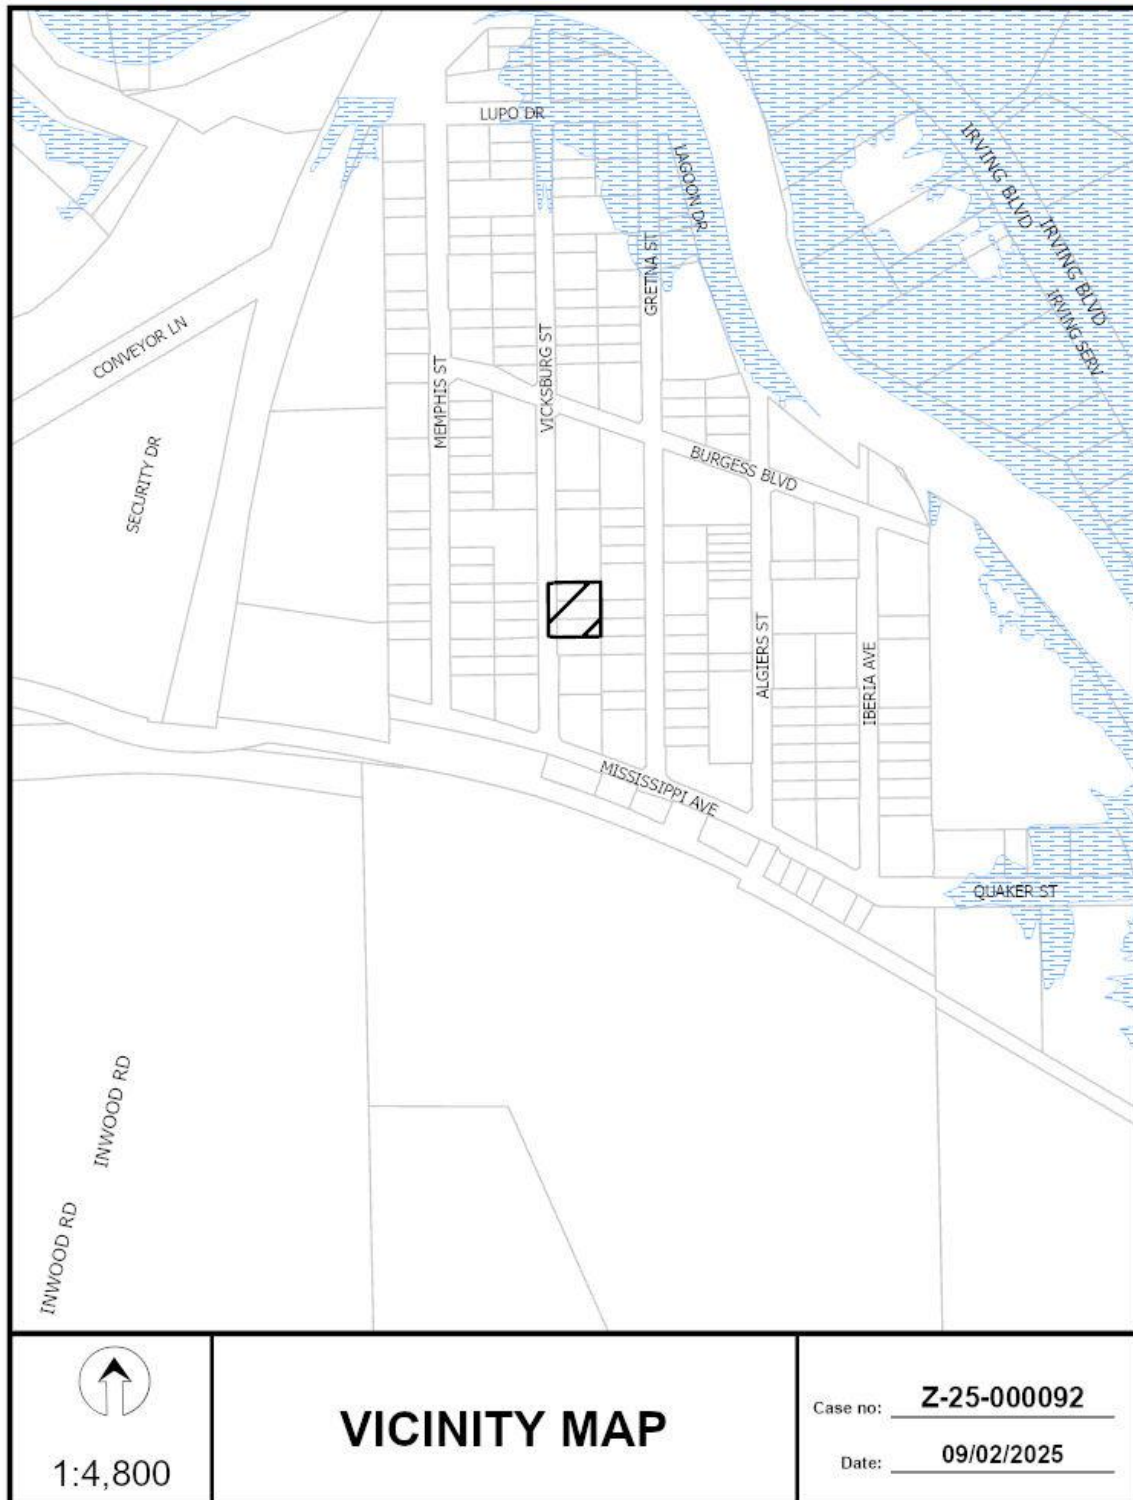 LUPO DR
LAGOON DR
IRVING BLVD
IRVING BLVD
IRVING SERV
GRETNA ST
CONVEYOR LN
VICKSBURG ST
MEMPHIS ST
SECURITY DR
BURGESS BLVD
ALGIERS ST
IBERIA AVE
MISSISSIPPI AVE
QUAKER ST
INWOOD RD
INWOOD RD
1:4,800
VICINITY MAP
Case no: Z-25-000092
Date: 09/02/2025